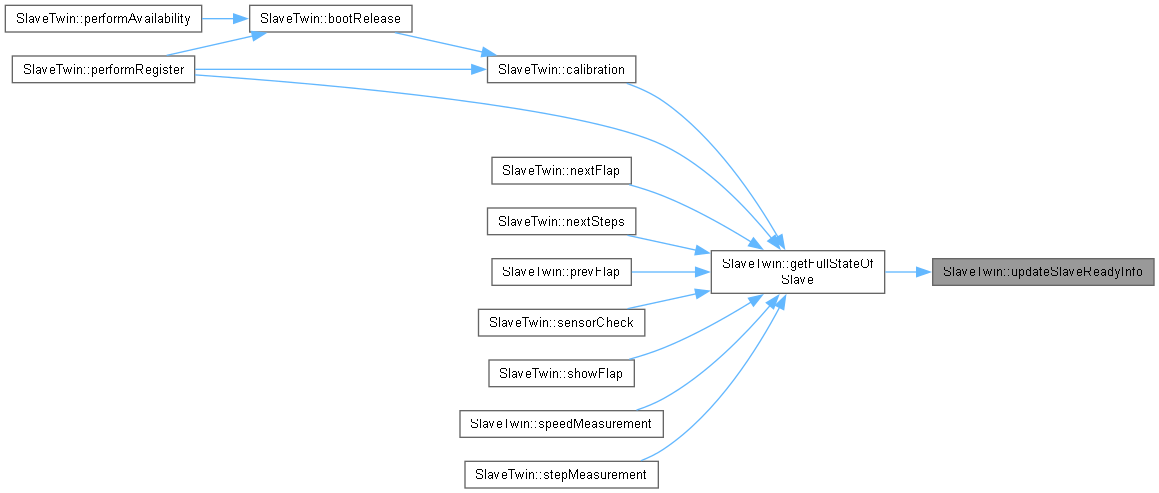 SlaveTwin::performAvailability
SlaveTwin::bootRelease
SlaveTwin::performRegister
SlaveTwin::calibration
SlaveTwin::nextFlap
SlaveTwin::nextSteps
SlaveTwin::prevFlap
SlaveTwin::sensorCheck
SlaveTwin::showFlap
SlaveTwin::speedMeasurement
SlaveTwin::stepMeasurement
SlaveTwin::getFullStateOf
Slave
SlaveTwin::updateSlaveReadyInfo